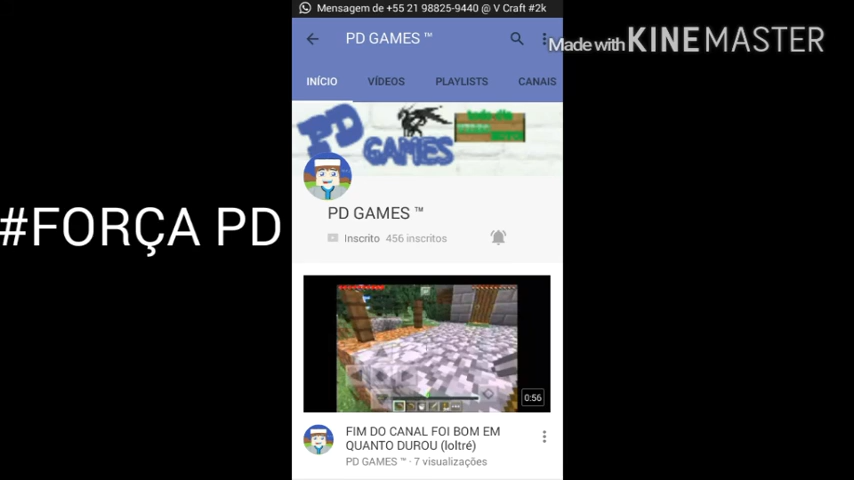 Mensagem de +55 21 98825-9440 @ V Craft #2k
PD GAMES ™
Made with KINEMASTER
INÍCIO VÍDEOS PLAYLISTS CANAIS
PD GAMES
todo dia
#FORÇA PD
PD GAMES ™
Inscrito 456 inscritos
0:56
FIM DO CANAL FOI BOM EM
QUANTO DUROU (loltré)
PD GAMES ™ · 7 visualizações